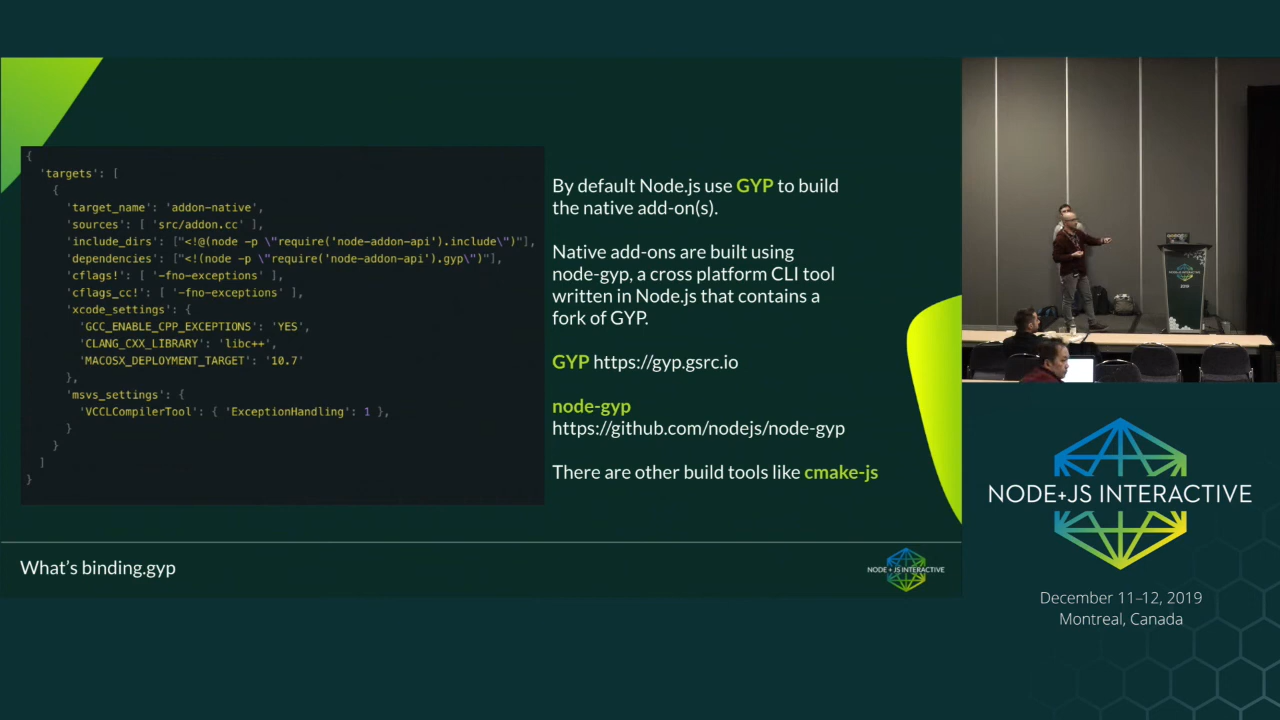 {
'targets': [
{
'target_name': 'addon-native',
'sources': [ 'src/addon.cc' ],
'include_dirs': ["<!@(node -p \"require('node-addon-api').include\")"],
'dependencies': ["<!(node -p \"require('node-addon-api').gyp\")"],
'cflags!': [ '-fno-exceptions' ],
'cflags_cc!': [ '-fno-exceptions' ],
'xcode_settings': {
'GCC_ENABLE_CPP_EXCEPTIONS': 'YES',
'CLANG_CXX_LIBRARY': 'libc++',
'MACOSX_DEPLOYMENT_TARGET': '10.7'
},
'msvs_settings': {
'VCCLCompilerTool': { 'ExceptionHandling': 1 },
}
}
]
}
By default Node.js use GYP to build
the native add-on(s).
Native add-ons are built using
node-gyp, a cross platform CLI tool
written in Node.js that contains a
fork of GYP.
GYP https://gyp.gsrc.io
node-gyp
https://github.com/nodejs/node-gyp
There are other build tools like cmake-js
What's binding.gyp
NODE+JS INTERACTIVE
NODE+JS INTERACTIVE
December 11–12, 2019
Montreal, Canada